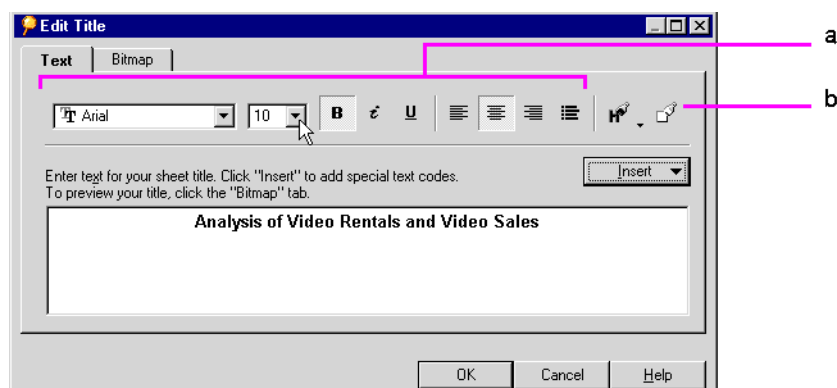 Edit Title
a
Text Bitmap
b
Arial 10 B i U H
Enter text for your sheet title. Click "Insert" to add special text codes.
To preview your title, click the "Bitmap" tab.
Insert
Analysis of Video Rentals and Video Sales
OK Cancel Help